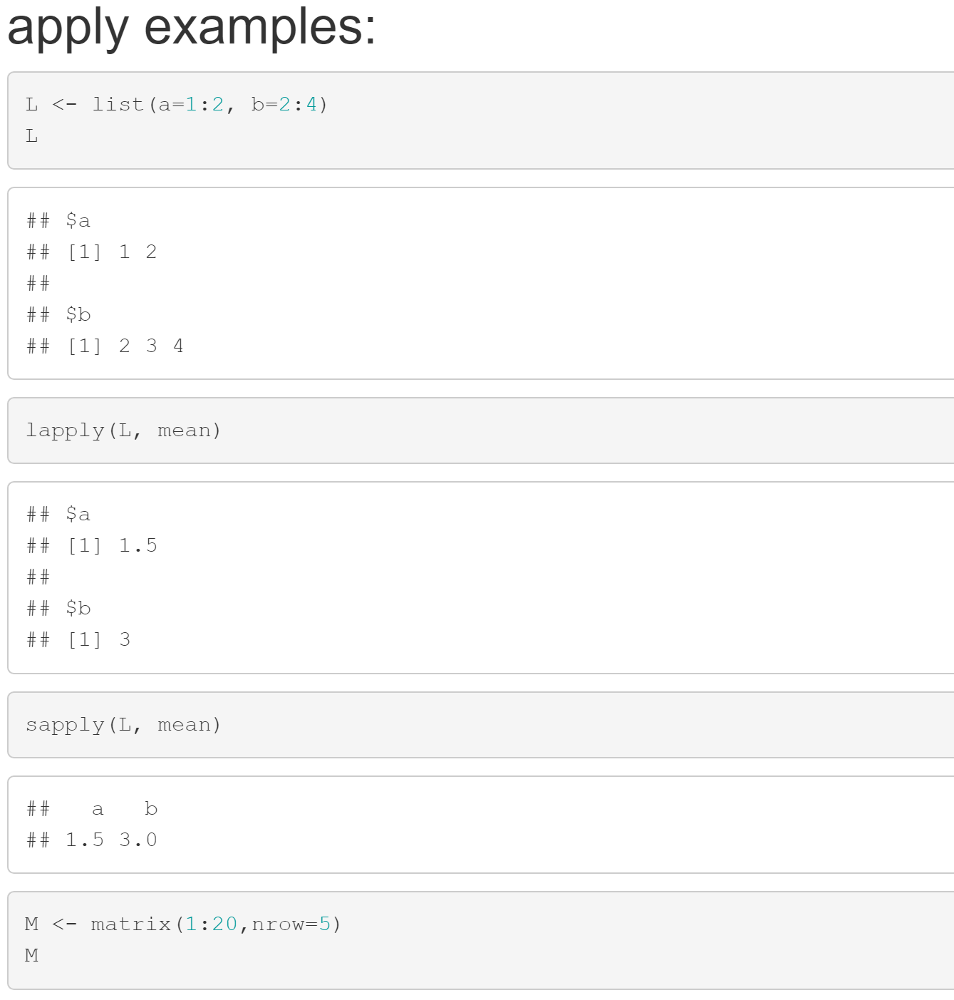 apply examples:
L <- list(a=1:2, b=2:4)
L
## $a
## [1] 1 2
##
## $b
## [1] 2 3 4
lapply(L, mean)
## $a
## [1] 1.5
##
## $b
## [1] 3
sapply(L, mean)
##   a   b
## 1.5 3.0
M <- matrix(1:20,nrow=5)
M